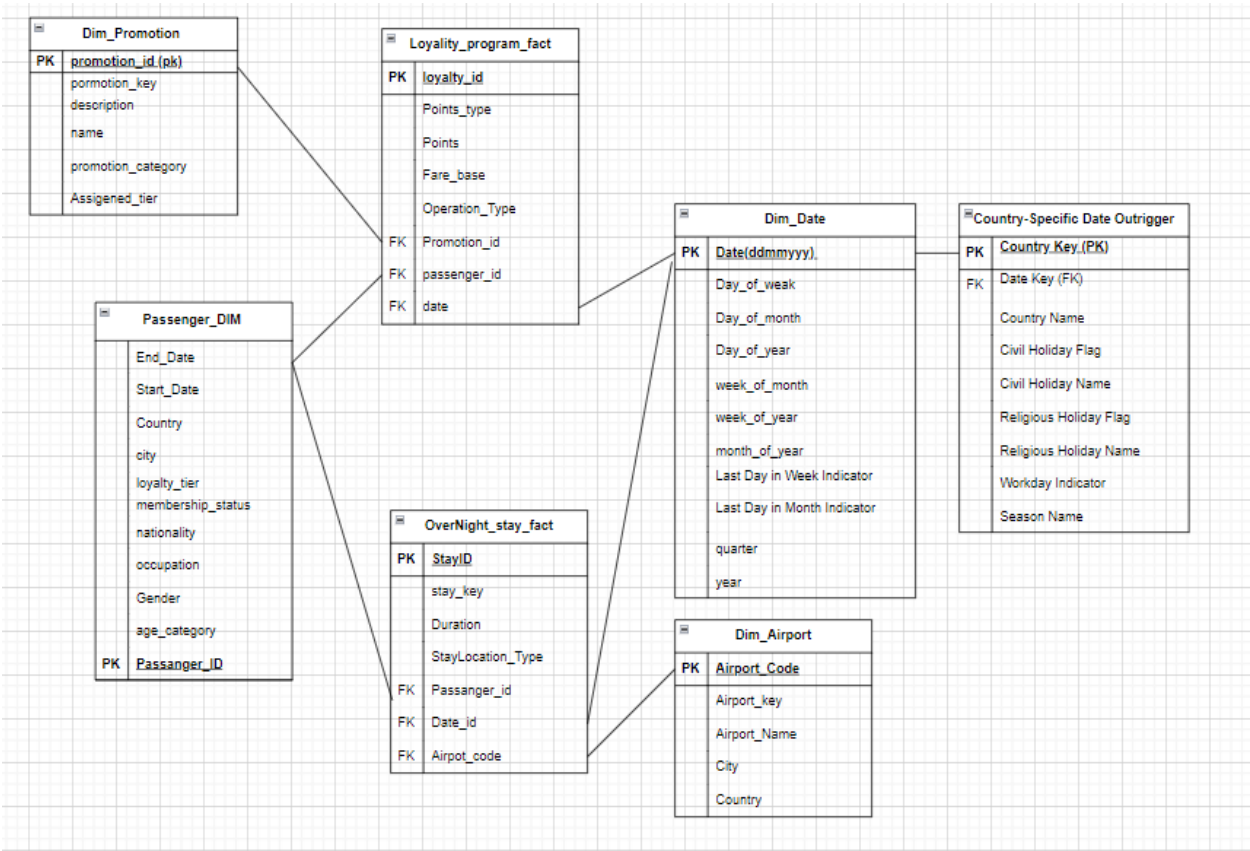 Dim_Promotion
PK promotion_id (pk)
pormotion_key
description
name
promotion_category
Assigened_tier
Loyality_program_fact
PK loyalty_id
Points_type
Points
Fare_base
Operation_Type
FK Promotion_id
FK passenger_id
FK date
Passenger_DIM
End_Date
Start_Date
Country
city
loyalty_tier
membership_status
nationality
occupation
Gender
age_category
PK Passanger_ID
OverNight_stay_fact
PK StayID
stay_key
Duration
StayLocation_Type
FK Passanger_id
FK Date_id
FK Airpot_code
Dim_Date
PK Date(ddmmyyy)
Day_of_weak
Day_of_month
Day_of_year
week_of_month
week_of_year
month_of_year
Last Day in Week Indicator
Last Day in Month Indicator
quarter
year
Country-Specific Date Outrigger
PK Country Key (PK)
FK Date Key (FK)
Country Name
Civil Holiday Flag
Civil Holiday Name
Religious Holiday Flag
Religious Holiday Name
Workday Indicator
Season Name
Dim_Airport
PK Airport_Code
Airport_key
Airport_Name
City
Country